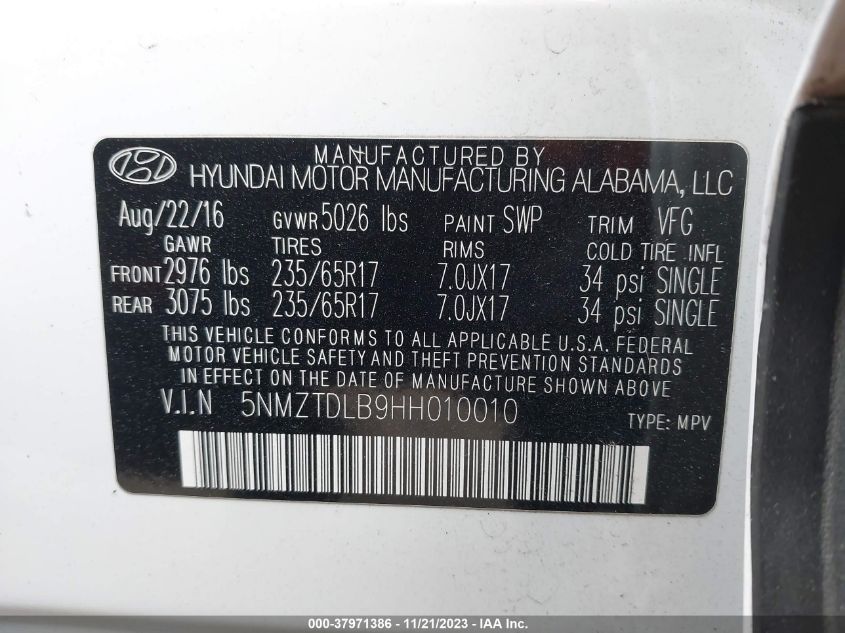 MANUFACTURED BY
HYUNDAI MOTOR MANUFACTURING ALABAMA, LLC
Aug/22/16 GVWR 5026 lbs PAINT SWP TRIM VFG
GAWR TIRES RIMS COLD TIRE INFL
FRONT 2976 lbs 235/65R17 7.0JX17 34 psi SINGLE
REAR 3075 lbs 235/65R17 7.0JX17 34 psi SINGLE
THIS VEHICLE CONFORMS TO ALL APPLICABLE U.S.A. FEDERAL
MOTOR VEHICLE SAFETY AND THEFT PREVENTION STANDARDS
IN EFFECT ON THE DATE OF MANUFACTURE SHOWN ABOVE
V.I.N 5NMZTDLB9HH010010 TYPE: MPV
000-37971386 - 11/21/2023 - IAA Inc.